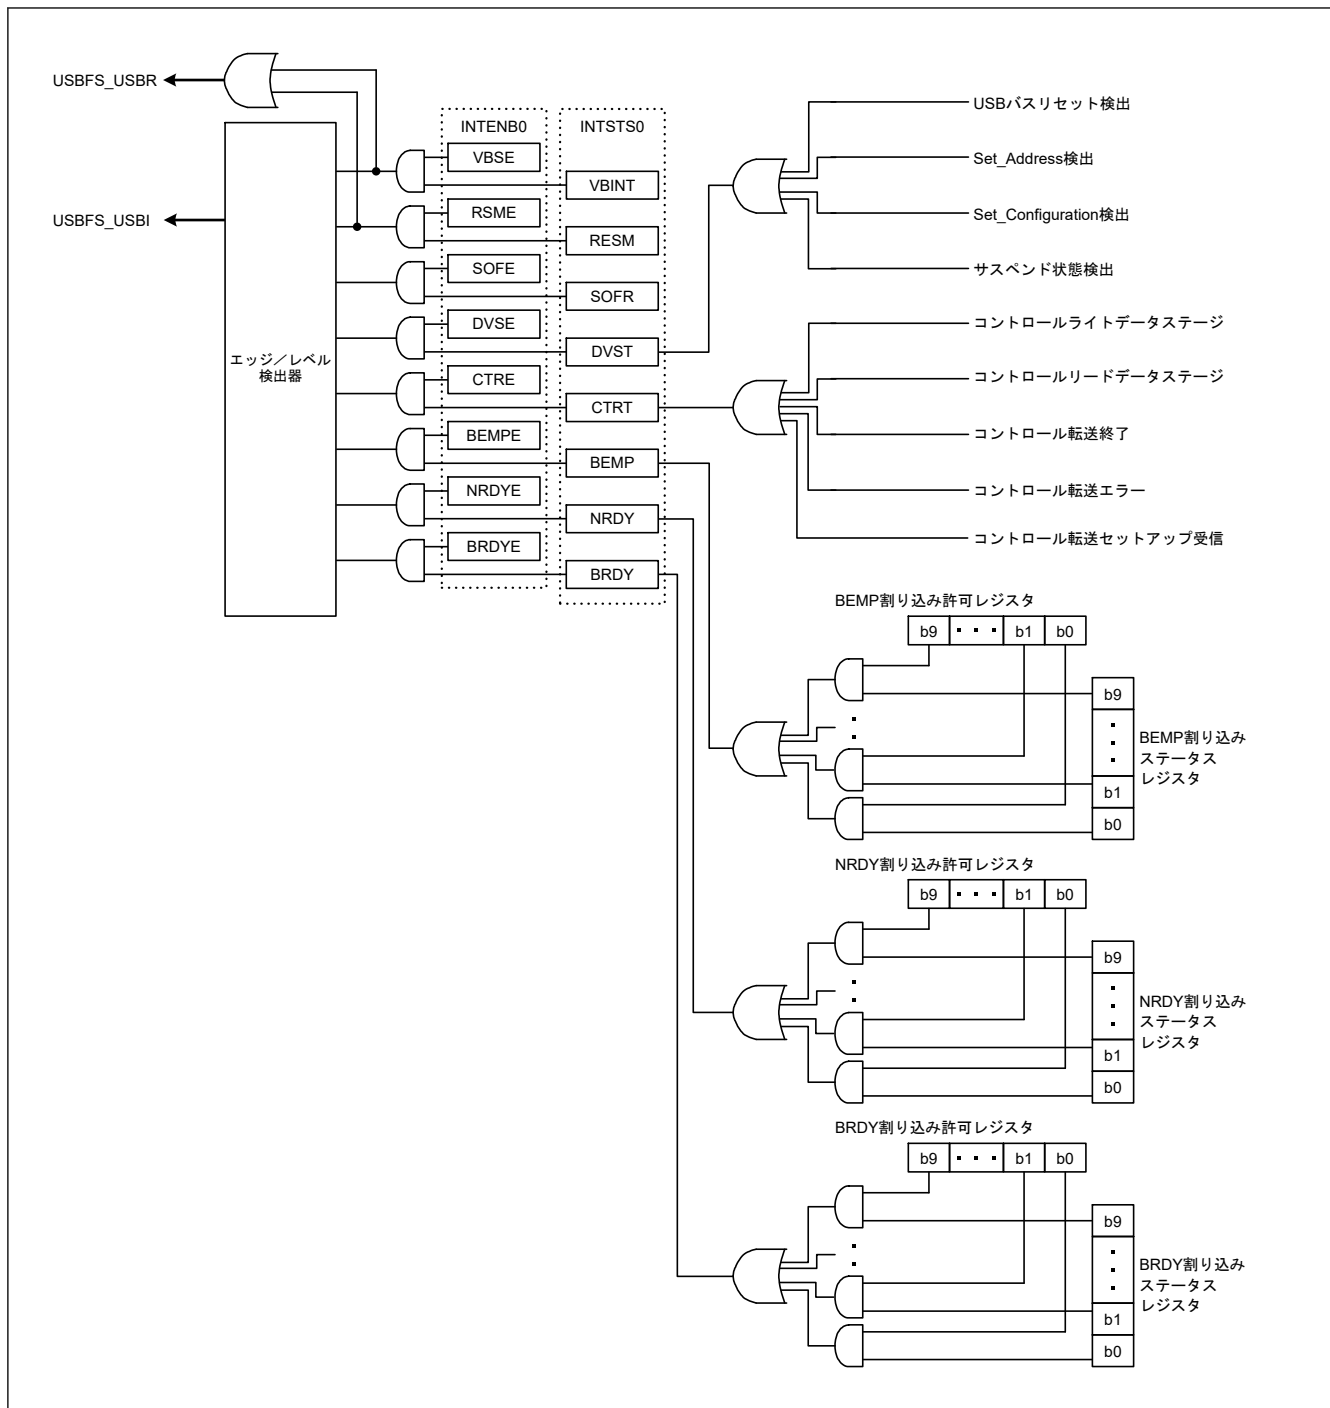 USBFS_USBR
USBFS_USBI
エッジ／レベル
検出器
INTENB0
VBSE
RSME
SOFE
DVSE
CTRE
BEMPE
NRDYE
BRDYE
INTSTS0
VBINT
RESM
SOFR
DVST
CTRT
BEMP
NRDY
BRDY
USBバスリセット検出
Set_Address検出
Set_Configuration検出
サスペンド状態検出
コントロールライトデータステージ
コントロールリードデータステージ
コントロール転送終了
コントロール転送エラー
コントロール転送セットアップ受信
BEMP割り込み許可レジスタ
b9 ・・・ b1 b0
b9
b1
b0
BEMP割り込み
ステータス
レジスタ
NRDY割り込み許可レジスタ
b9 ・・・ b1 b0
b9
b1
b0
NRDY割り込み
ステータス
レジスタ
BRDY割り込み許可レジスタ
b9 ・・・ b1 b0
b9
b1
b0
BRDY割り込み
ステータス
レジスタ